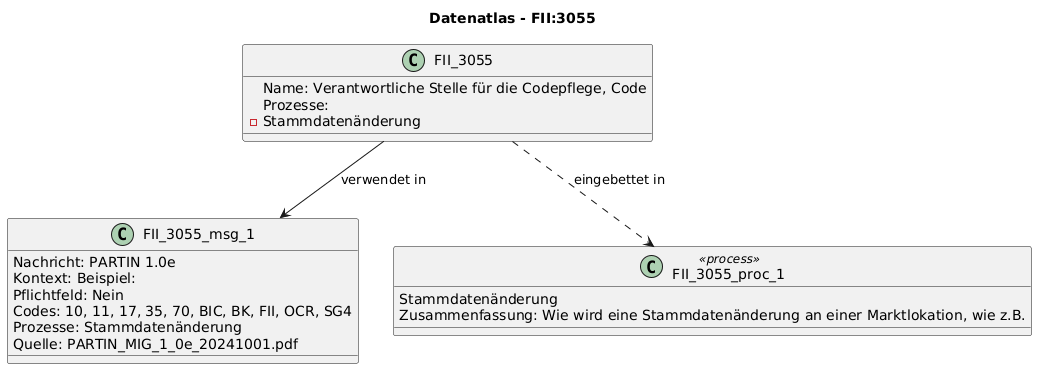 Datenatlas - FII:3055
C FII_3055
Name: Verantwortliche Stelle für die Codepflege, Code
Prozesse:
Stammdatenänderung
verwendet in
eingebettet in
C FII_3055_msg_1
Nachricht: PARTIN 1.0e
Kontext: Beispiel:
Pflichtfeld: Nein
Codes: 10, 11, 17, 35, 70, BIC, BK, FII, OCR, SG4
Prozesse: Stammdatenänderung
Quelle: PARTIN_MIG_1_0e_20241001.pdf
«process»
C FII_3055_proc_1
Stammdatenänderung
Zusammenfassung: Wie wird eine Stammdatenänderung an einer Marktlokation, wie z.B.